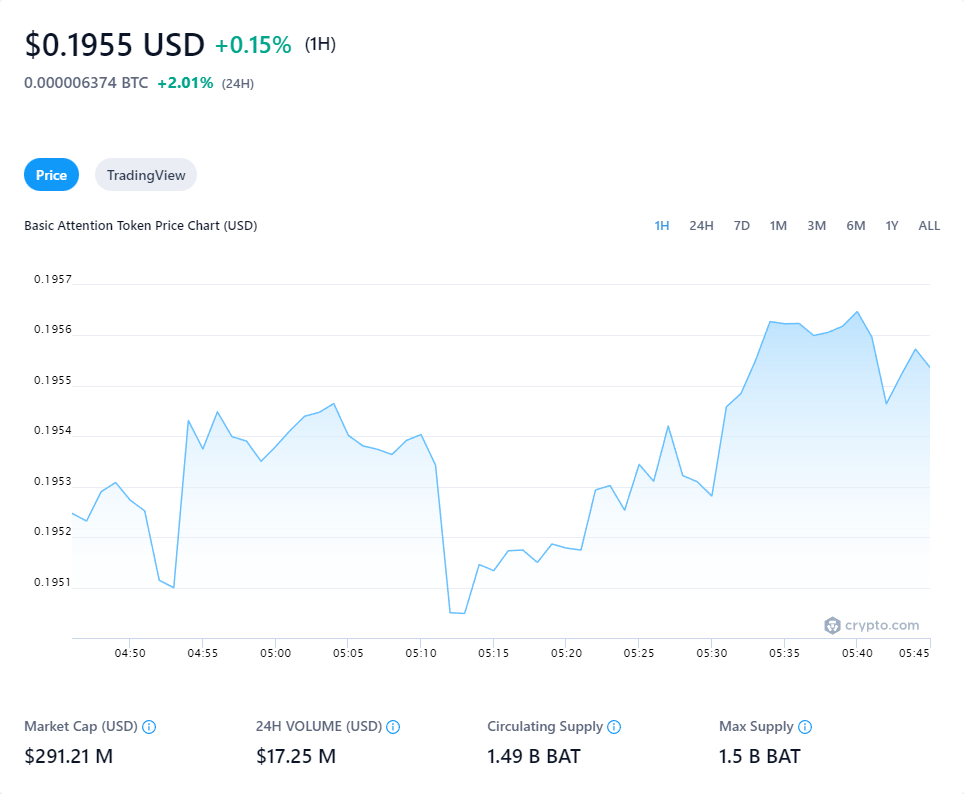 $0.1955 USD +0.15% (1H)
0.000006374 BTC +2.01% (24H)
Price TradingView
Basic Attention Token Price Chart (USD) 1H 24H 7D 1M 3M 6M 1Y ALL
0.1957
0.1956
0.1955
0.1954
0.1953
0.1952
0.1951
crypto.com
04:50 04:55 05:00 05:05 05:10 05:15 05:20 05:25 05:30 05:35 05:40 05:45
Market Cap (USD) 24H VOLUME (USD) Circulating Supply Max Supply
$291.21 M $17.25 M 1.49 B BAT 1.5 B BAT